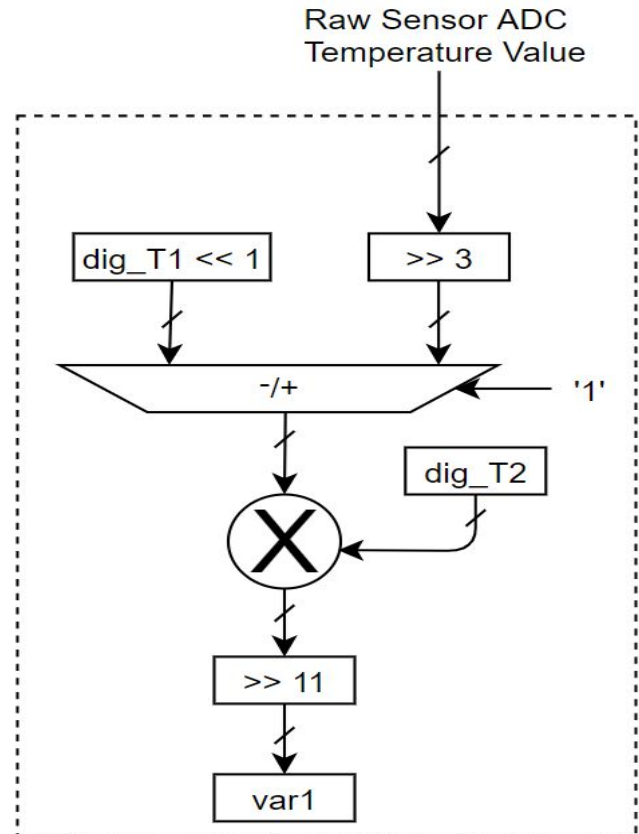 Raw Sensor ADC
Temperature Value
dig_T1 << 1
>> 3
-/+
'1'
dig_T2
X
>> 11
var1